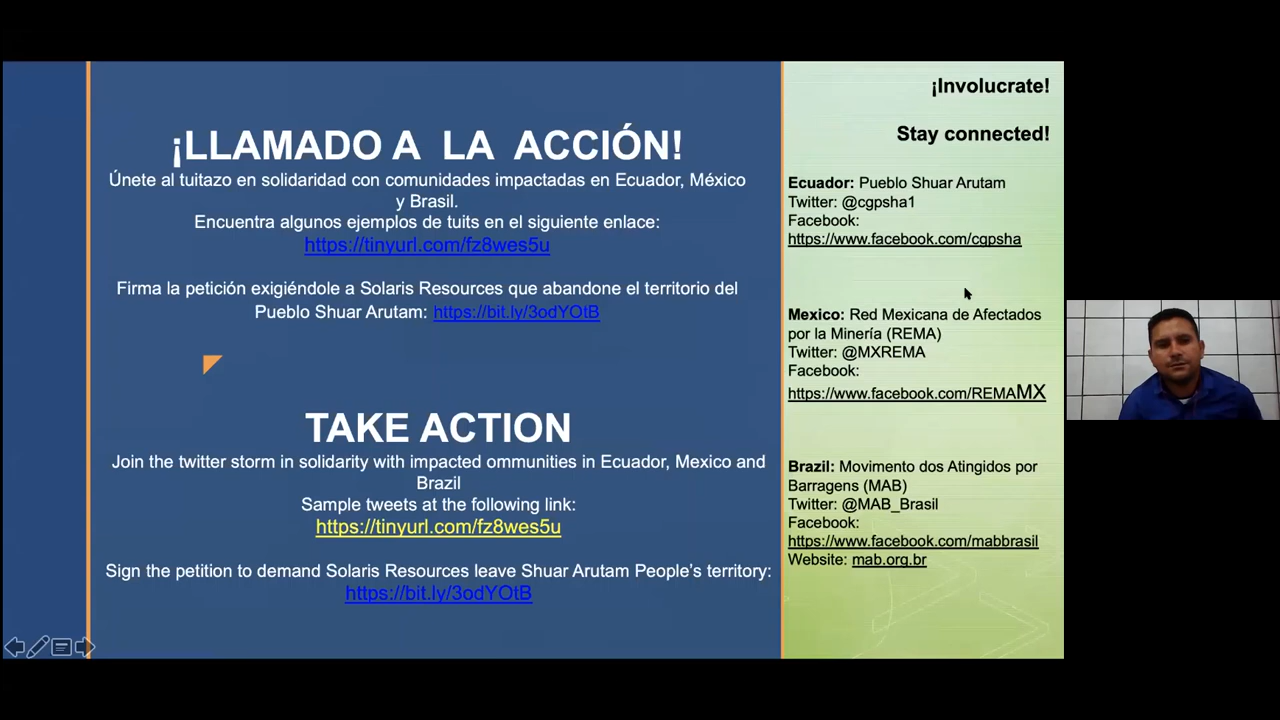 ¡LLAMADO A LA ACCIÓN!
Únete al tuitazo en solidaridad con comunidades impactadas en Ecuador, México
y Brasil.
Encuentra algunos ejemplos de tuits en el siguiente enlace:
https://tinyurl.com/fz8wes5u
Firma la petición exigiéndole a Solaris Resources que abandone el territorio del
Pueblo Shuar Arutam: https://bit.ly/3odYOtB
TAKE ACTION
Join the twitter storm in solidarity with impacted ommunities in Ecuador, Mexico and
Brazil
Sample tweets at the following link:
https://tinyurl.com/fz8wes5u
Sign the petition to demand Solaris Resources leave Shuar Arutam People's territory:
https://bit.ly/3odYOtB
¡Involucrate!
Stay connected!
Ecuador: Pueblo Shuar Arutam
Twitter: @cgpsha1
Facebook:
https://www.facebook.com/cgpsha
Mexico: Red Mexicana de Afectados
por la Minería (REMA)
Twitter: @MXREMA
Facebook:
https://www.facebook.com/REMAMX
Brazil: Movimento dos Atingidos por
Barragens (MAB)
Twitter: @MAB_Brasil
Facebook:
https://www.facebook.com/mabbrasil
Website: mab.org.br